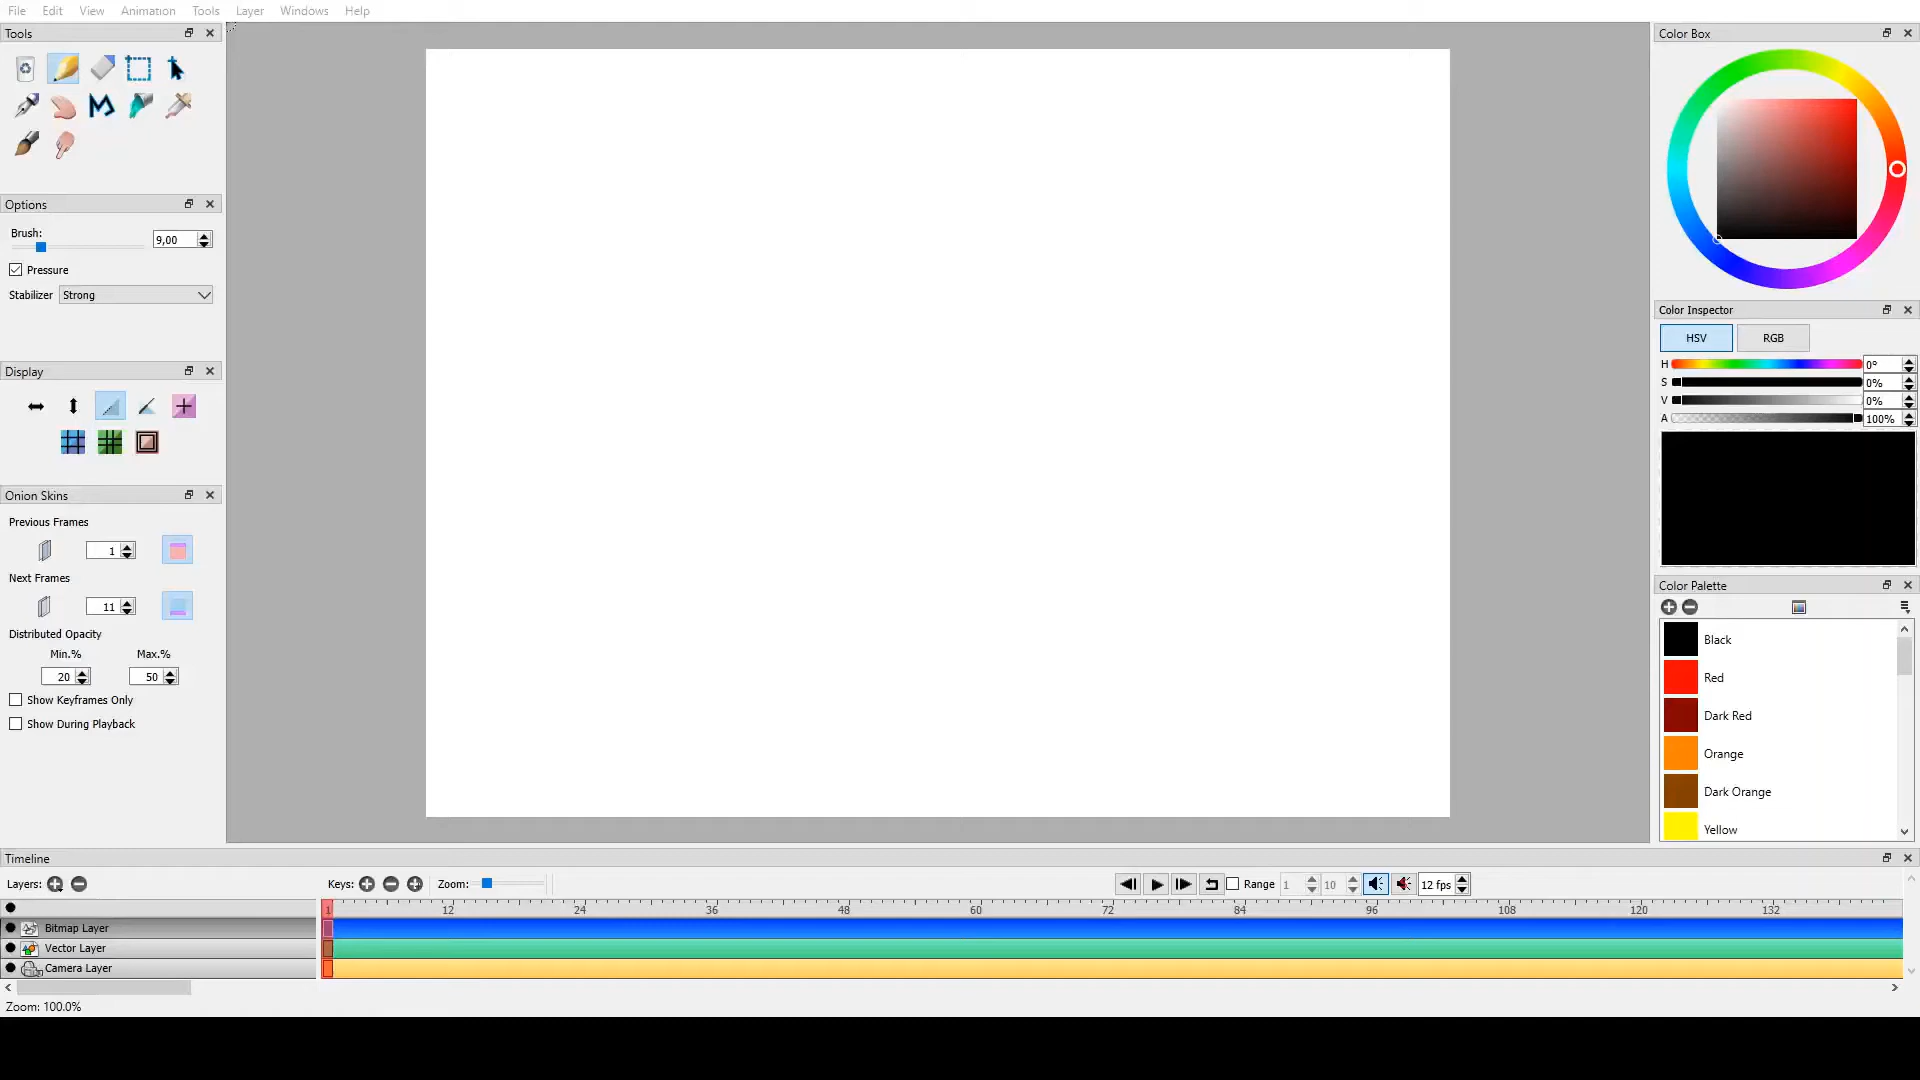 File Edit View Animation Tools Layer Windows Help
Tools
Options
Brush:
9,00
Pressure
Stabilizer Strong
Display
Onion Skins
Previous Frames
1
Next Frames
11
Distributed Opacity
Min.% Max.%
20 50
Show Keyframes Only
Show During Playback
Color Box
Color Inspector
HSV RGB
H 0°
S 0%
V 0%
A 100%
Color Palette
Black
Red
Dark Red
Orange
Dark Orange
Yellow
Timeline
Layers: Keys: Zoom: Range 1 10 12 fps
1 12 24 36 48 60 72 84 96 108 120 132
Bitmap Layer
Vector Layer
Camera Layer
Zoom: 100.0%